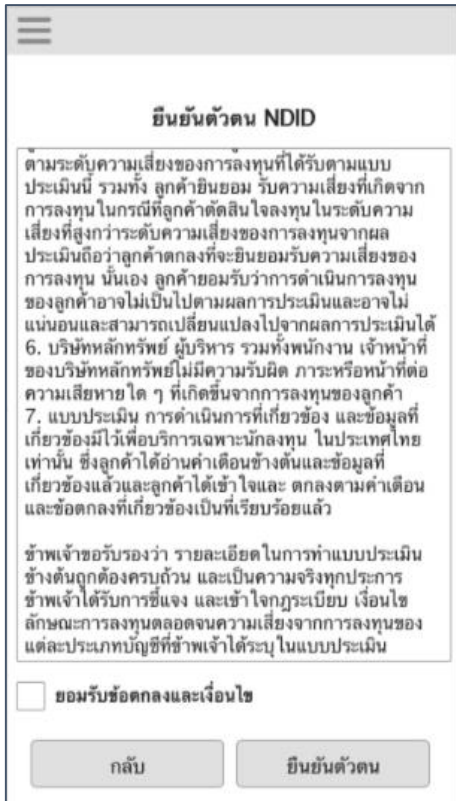 ยืนยันตัวตน NDID
ตามระดับความเสี่ยงของการลงทุนที่ได้รับตามแบบ
ประเมินนี้ รวมทั้ง ลูกค้ายินยอม รับความเสี่ยงที่เกิดจาก
การลงทุนในกรณีที่ลูกค้าตัดสินใจลงทุนในระดับความ
เสี่ยงที่สูงกว่าระดับความเสี่ยงของการลงทุนจากผล
ประเมินถือว่าลูกค้าตกลงที่จะยินยอมรับความเสี่ยงของ
การลงทุน นั้นเอง ลูกค้ายอมรับว่าการดำเนินการลงทุน
ของลูกค้าอาจไม่เป็นไปตามผลการประเมินและอาจไม่
แน่นอนและสามารถเปลี่ยนแปลงไปจากผลการประเมินได้
6. บริษัทหลักทรัพย์ ผู้บริหาร รวมทั้งพนักงาน เจ้าหน้าที่
ของบริษัทหลักทรัพย์ไม่มีความรับผิด ภาระหรือหน้าที่ต่อ
ความเสียหายใด ๆ ที่เกิดขึ้นจากการลงทุนของลูกค้า
7. แบบประเมิน การดำเนินการที่เกี่ยวข้อง และข้อมูลที่
เกี่ยวข้องมีไว้เพื่อบริการเฉพาะนักลงทุน ในประเทศไทย
เท่านั้น ซึ่งลูกค้าได้อ่านคำเตือนข้างต้นและข้อมูลที่
เกี่ยวข้องแล้วและลูกค้าได้เข้าใจและ ตกลงตามคำเตือน
และข้อตกลงที่เกี่ยวข้องเป็นที่เรียบร้อยแล้ว
ข้าพเจ้าขอรับรองว่า รายละเอียดในการทำแบบประเมิน
ข้างต้นถูกต้องครบถ้วน และเป็นความจริงทุกประการ
ข้าพเจ้าได้รับการชี้แจง และเข้าใจกฎระเบียบ เงื่อนไข
ลักษณะการลงทุนตลอดจนความเสี่ยงจากการลงทุนของ
แต่ละประเภทบัญชีที่ข้าพเจ้าได้ระบุในแบบประเมิน
ยอมรับข้อตกลงและเงื่อนไข
กลับ
ยืนยันตัวตน